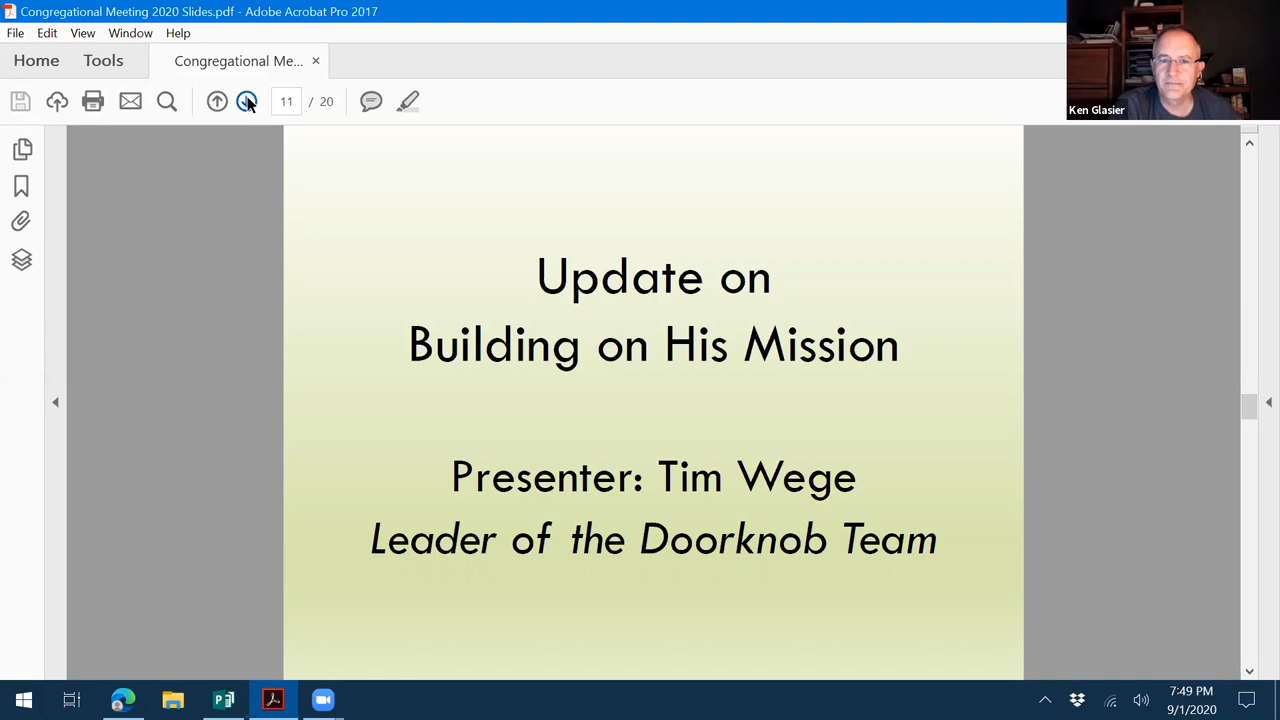 Congregational Meeting 2020 Slides.pdf - Adobe Acrobat Pro 2017
File Edit View Window Help
Home Tools Congregational Me... ×
11 / 20
Ken Glasier
Update on
Building on His Mission
Presenter: Tim Wege
Leader of the Doorknob Team
7:49 PM
9/1/2020